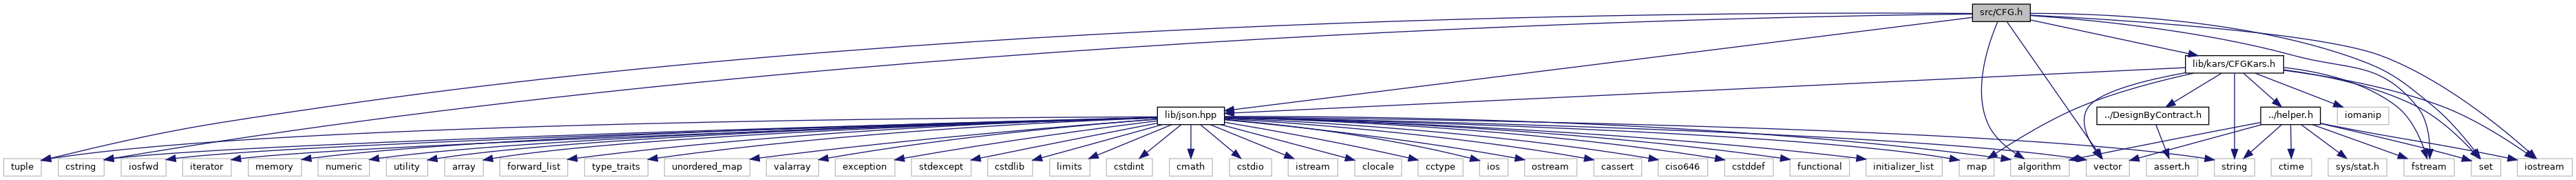 src/CFG.h
lib/kars/CFGKars.h
lib/json.hpp
../DesignByContract.h
../helper.h
iomanip
tuple
cstring
iosfwd
iterator
memory
numeric
utility
array
forward_list
type_traits
unordered_map
valarray
exception
stdexcept
cstdlib
limits
cstdint
cmath
cstdio
istream
clocale
cctype
ios
ostream
cassert
ciso646
cstddef
functional
initializer_list
map
algorithm
vector
assert.h
string
ctime
sys/stat.h
fstream
set
iostream